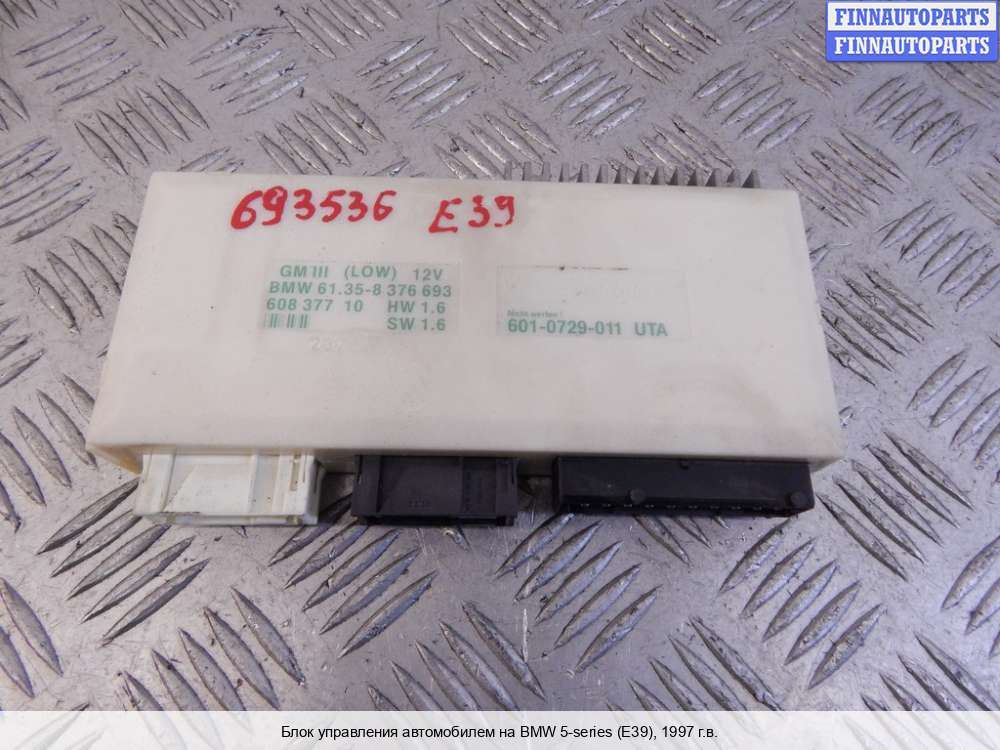 FINNAUTOPARTS
FINNAUTOPARTS
693536 E39
GM III (LOW) 12V
BMW 61.35-8 376 693
608 377 10 HW 1.6
SW 1.6
601-0729-011 UTA
Блок управления автомобилем на BMW 5-series (E39), 1997 г.в.